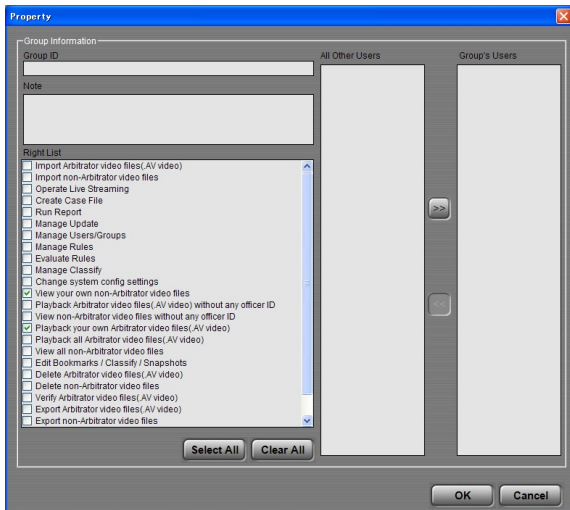 Property
Group Information
Group ID
All Other Users
Group's Users
Note
Right List
Import Arbitrator video files(.AV video)
Import non-Arbitrator video files
Operate Live Streaming
Create Case File
Run Report
Manage Update
Manage Users/Groups
Manage Rules
Evaluate Rules
Manage Classify
Change system config settings
View your own non-Arbitrator video files
Playback Arbitrator video files(.AV video) without any officer ID
View non-Arbitrator video files without any officer ID
Playback your own Arbitrator video files(.AV video)
Playback all Arbitrator video files(.AV video)
View all non-Arbitrator video files
Edit Bookmarks / Classify / Snapshots
Delete Arbitrator video files(.AV video)
Delete non-Arbitrator video files
Verify Arbitrator video files(.AV video)
Export Arbitrator video files(.AV video)
Export non-Arbitrator video files
>>
<<
Select All
Clear All
OK
Cancel